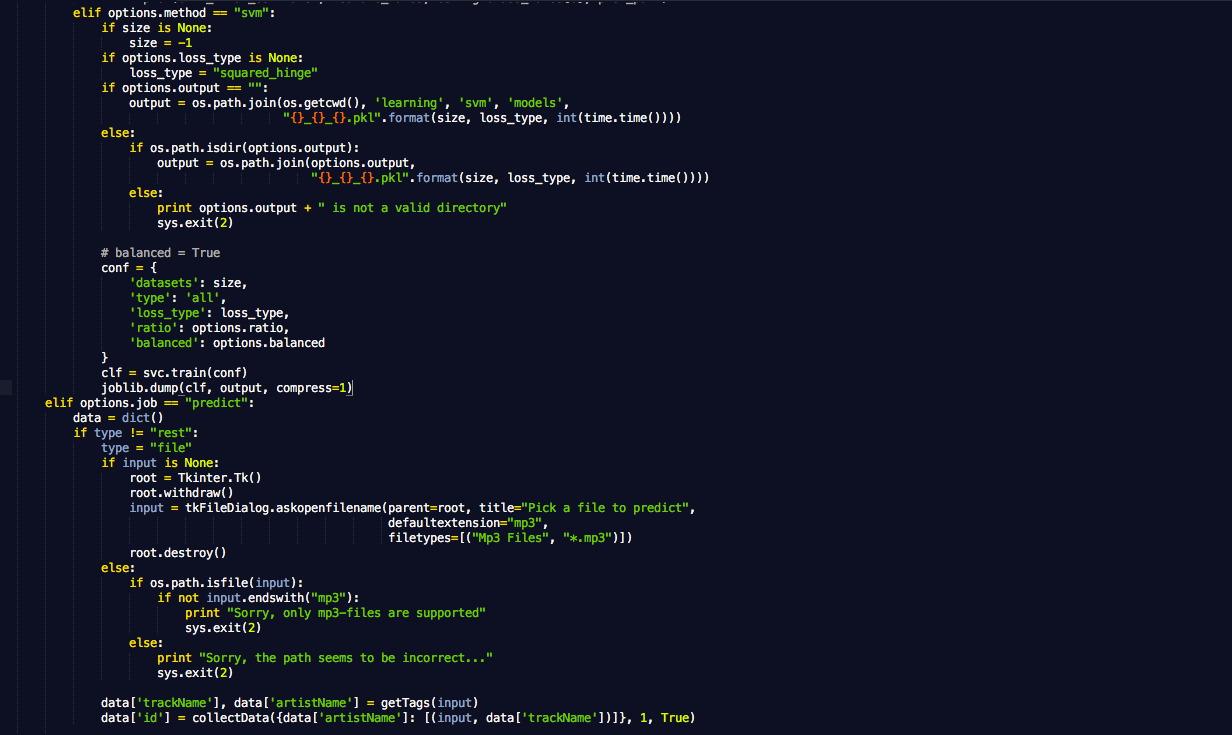 elif options.method == "svm":
if size is None:
size = -1
if options.loss_type is None:
loss_type = "squared_hinge"
if options.output == "":
output = os.path.join(os.getcwd(), 'learning', 'svm', 'models',
"{}_{}_{}.pkl".format(size, loss_type, int(time.time())))
else:
if os.path.isdir(options.output):
output = os.path.join(options.output,
"{}_{}_{}.pkl".format(size, loss_type, int(time.time())))
else:
print options.output + " is not a valid directory"
sys.exit(2)
# balanced = True
conf = {
'datasets': size,
'type': 'all',
'loss_type': loss_type,
'ratio': options.ratio,
'balanced': options.balanced
}
clf = svc.train(conf)
joblib.dump(clf, output, compress=1)
elif options.job == "predict":
data = dict()
if type != "rest":
type = "file"
if input is None:
root = Tkinter.Tk()
root.withdraw()
input = tkFileDialog.askopenfilename(parent=root, title="Pick a file to predict",
defaultextension="mp3",
filetypes=[("Mp3 Files", "*.mp3")])
root.destroy()
else:
if os.path.isfile(input):
if not input.endswith("mp3"):
print "Sorry, only mp3-files are supported"
sys.exit(2)
else:
print "Sorry, the path seems to be incorrect..."
sys.exit(2)
data['trackName'], data['artistName'] = getTags(input)
data['id'] = collectData({data['artistName']: [(input, data['trackName'])]}, 1, True)